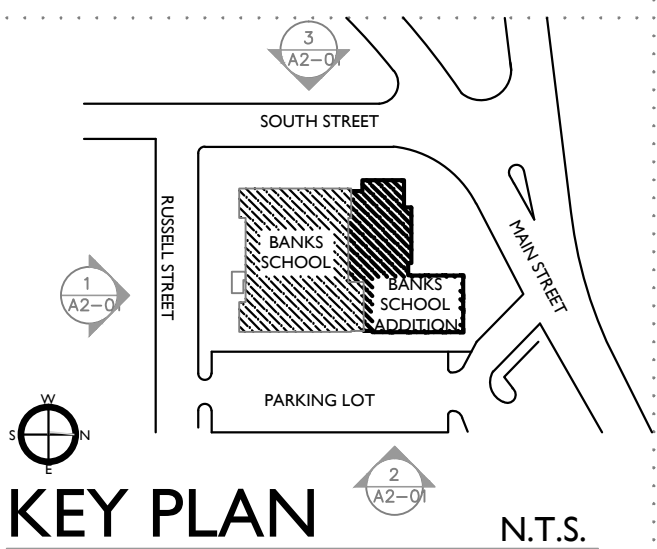 3
A2-01
SOUTH STREET
RUSSELL STREET
BANKS
SCHOOL
MAIN STREET
1
A2-01
BANKS
SCHOOL
ADDITION
PARKING LOT
W
S
N
E
2
A2-01
KEY PLAN
N.T.S.